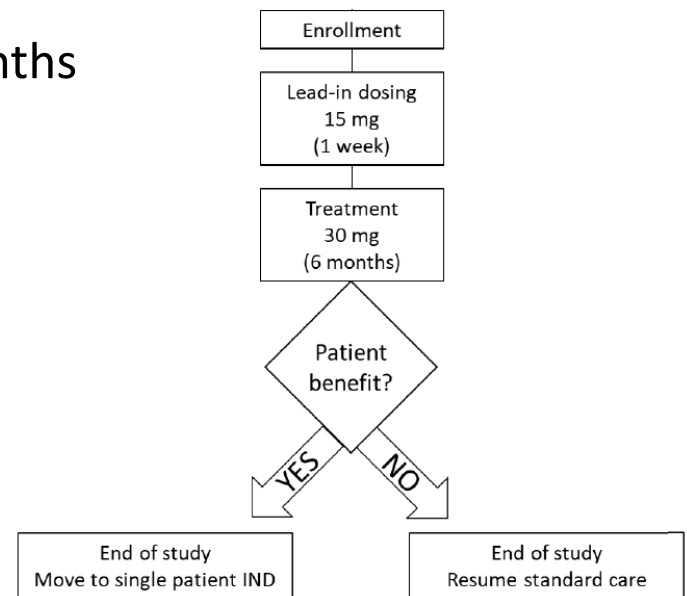 nths
Enrollment
Lead-in dosing
15 mg
(1 week)
Treatment
30 mg
(6 months)
Patient
benefit?
YES
NO
End of study
Move to single patient IND
End of study
Resume standard care